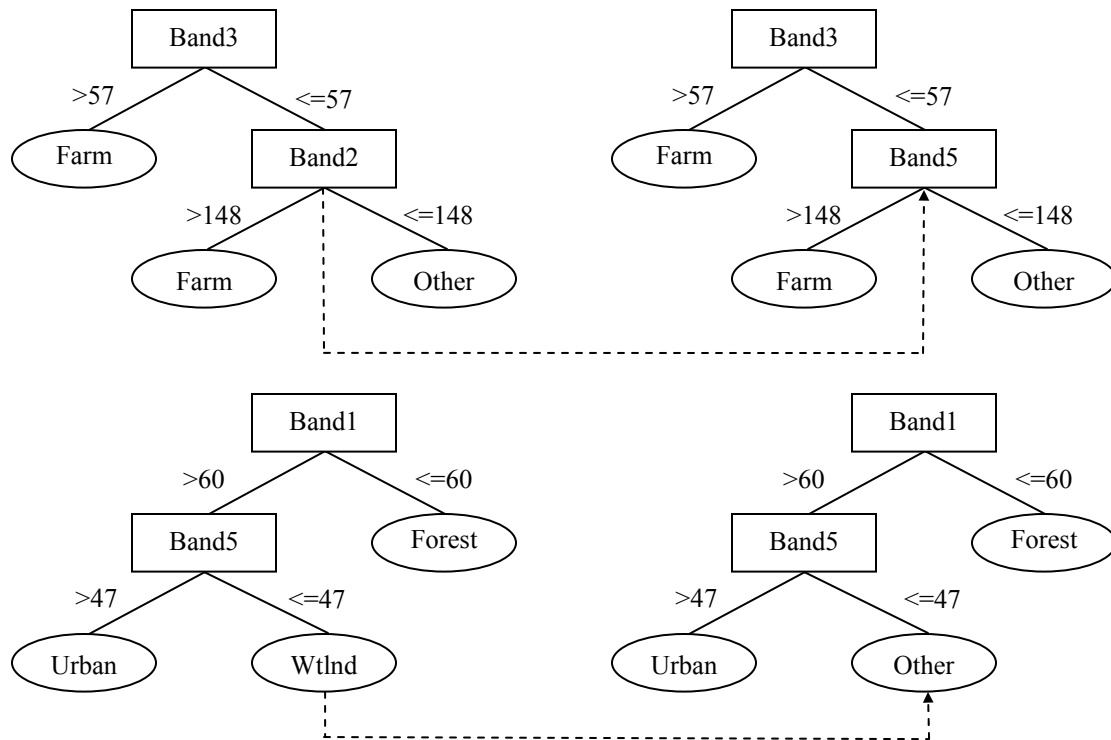 Band3
>57
<=57
Farm
Band2
>148
<=148
Farm
Other
Band3
>57
<=57
Farm
Band5
>148
<=148
Farm
Other
Band1
>60
<=60
Band5
Forest
>47
<=47
Urban
Wtlnd
Band1
>60
<=60
Band5
Forest
>47
<=47
Urban
Other